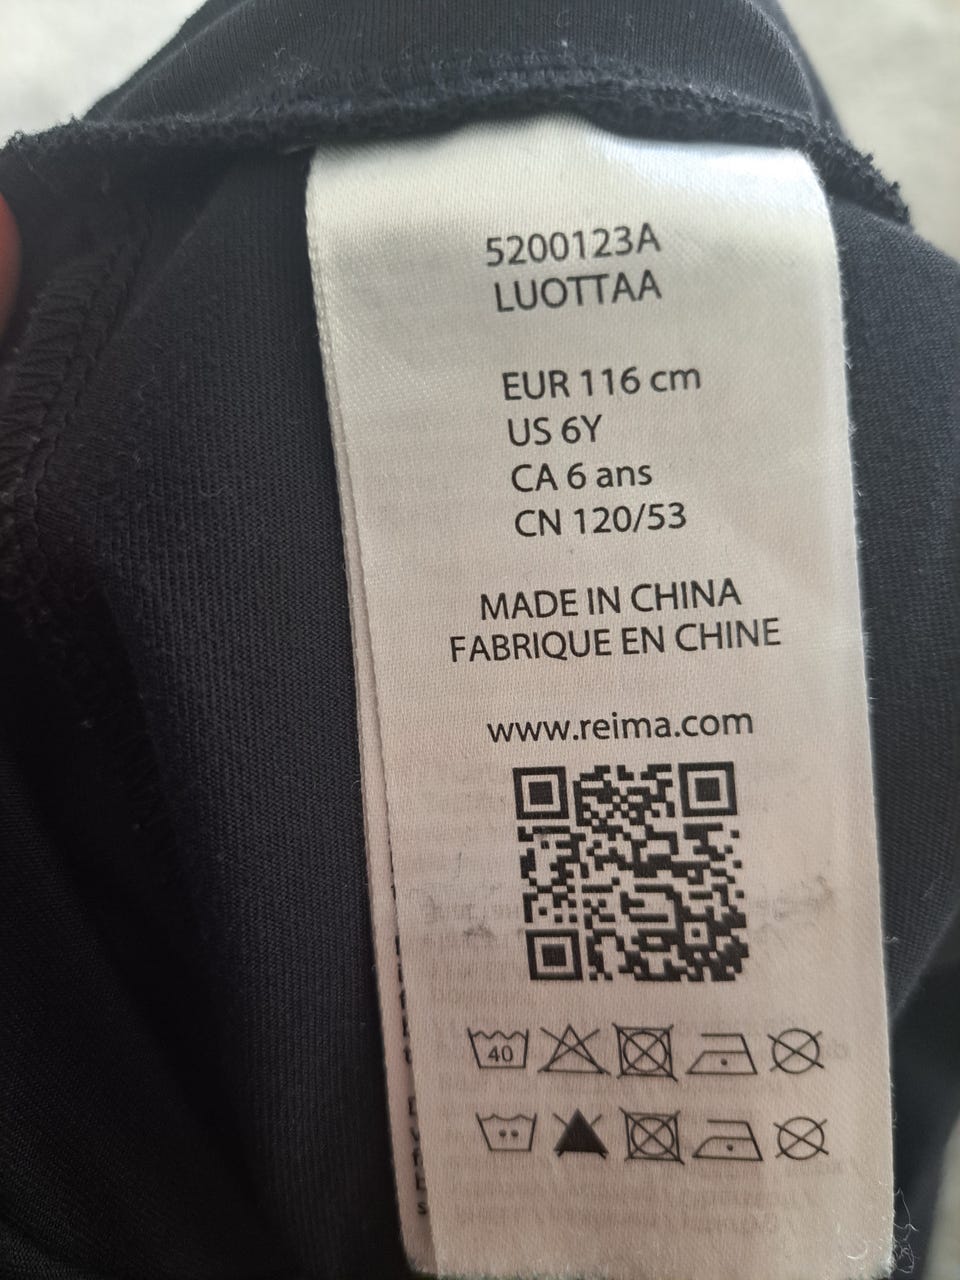 5200123A
LUOTTAA
EUR 116 cm
US 6Y
CA 6 ans
CN 120/53
MADE IN CHINA
FABRIQUE EN CHINE
www.reima.com
40